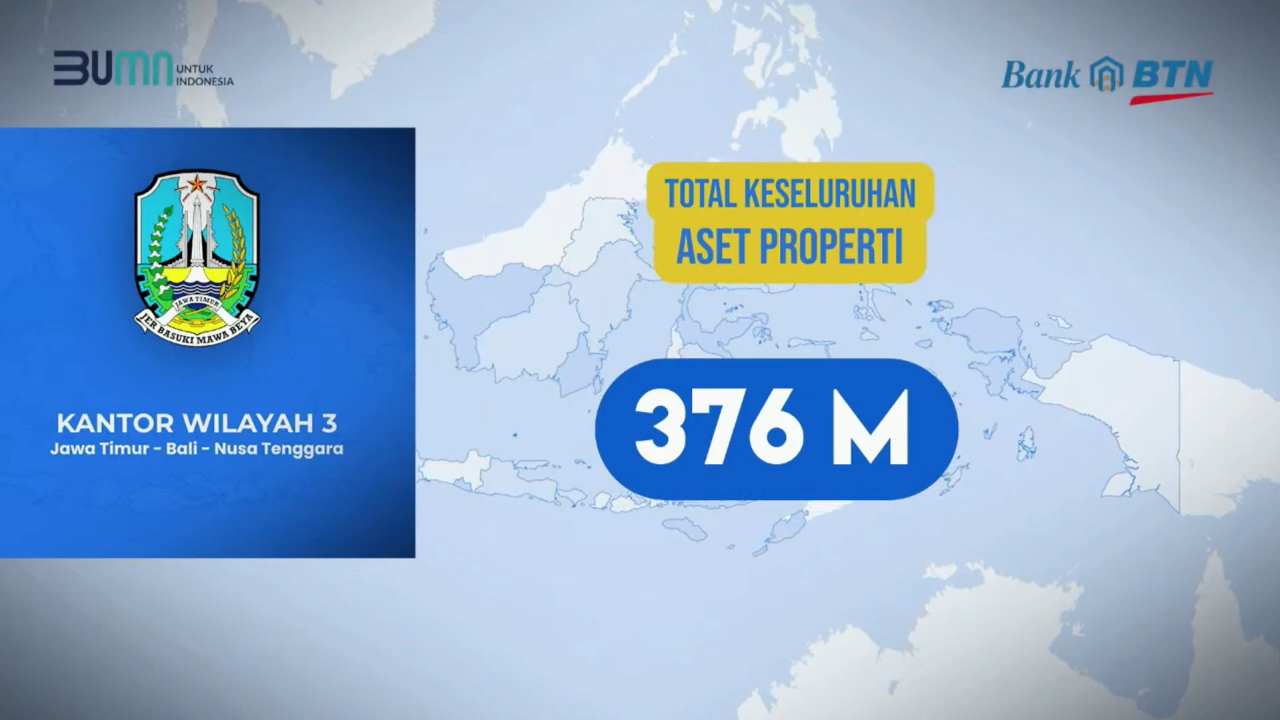 BUMN UNTUK
INDONESIA
Bank BTN
JAWA TIMUR
JER BASUKI MAWA BEYA
KANTOR WILAYAH 3
Jawa Timur - Bali - Nusa Tenggara
TOTAL KESELURUHAN
ASET PROPERTI
376 M